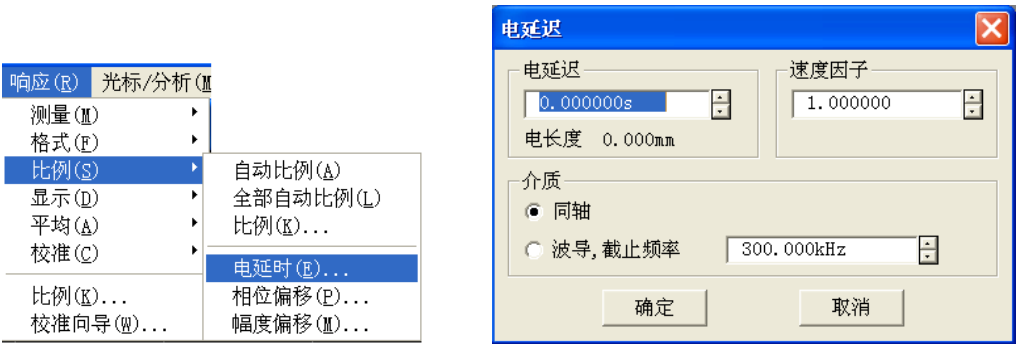 响应(R) 光标/分析(M
测量(M)
格式(F)
比例(S)
显示(D)
平均(A)
校准(C)
比例(K)...
校准向导(W)...
自动比例(A)
全部自动比例(L)
比例(K)...
电延时(E)...
相位偏移(P)...
幅度偏移(M)...
电延迟
电延迟 速度因子
0.000000s 1.000000
电长度 0.000mm
介质
同轴
波导,截止频率 300.000kHz
确定 取消